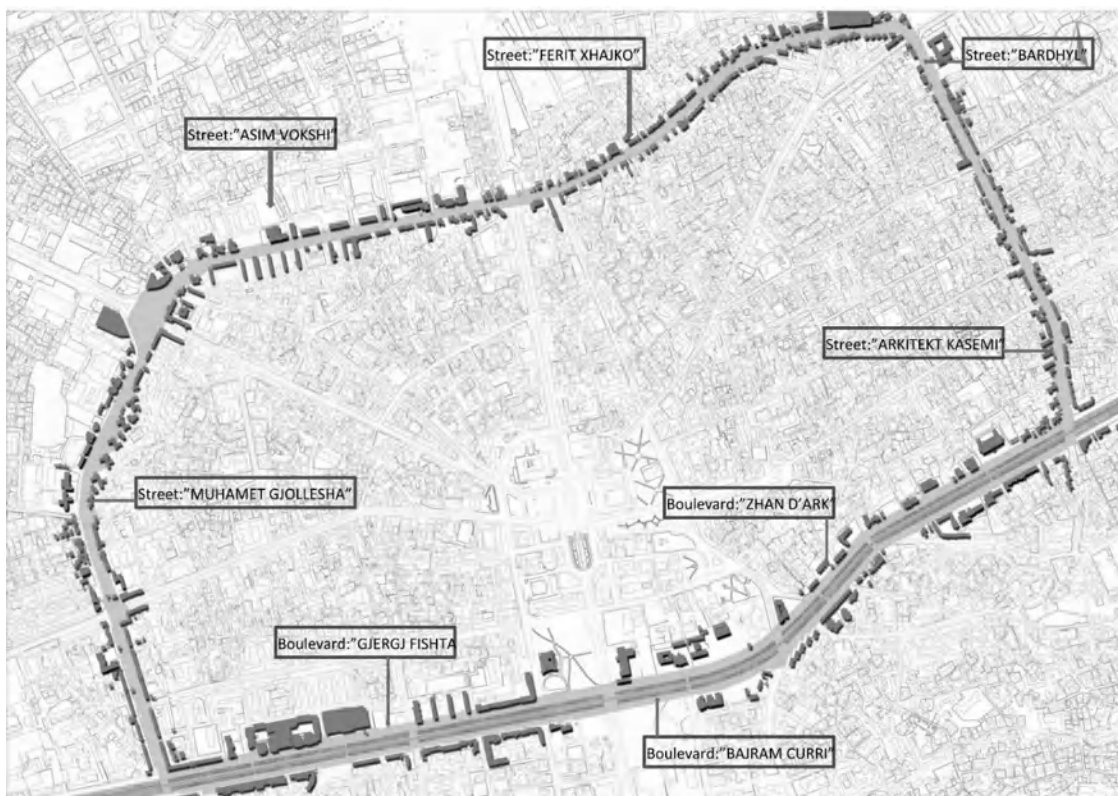 Street:"FERIT XHAJKO"
Street:"BARDHYL"
Street:"ASIM VOKSHI"
Street:"ARKITEKT KASEMI"
Street:"MUHAMET GJOLLESHA"
Boulevard:"ZHAN D'ARK"
Boulevard:"GJERGJ FISHTA
Boulevard:"BAJRAM CURRI"